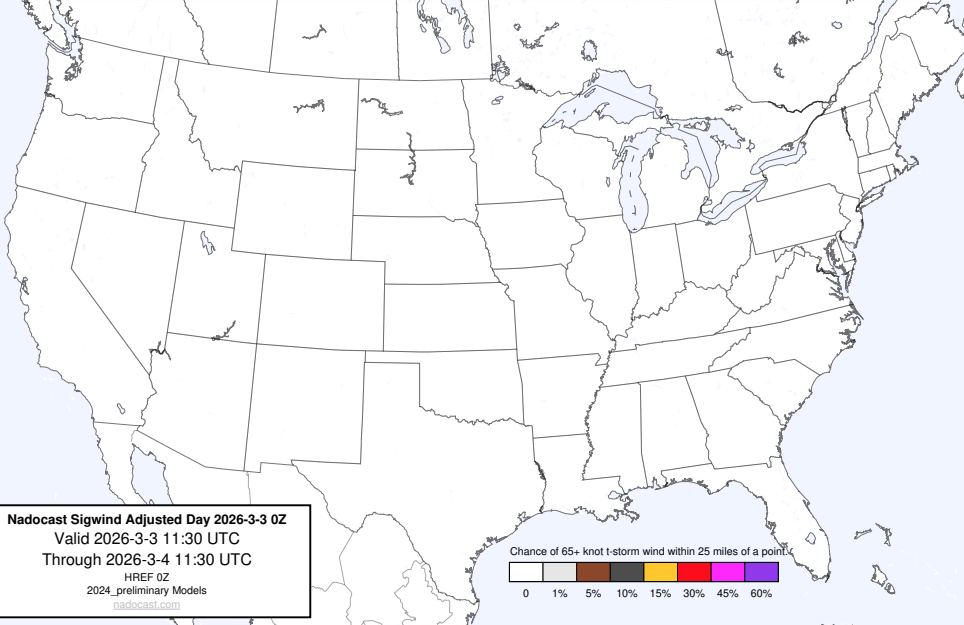 Nadocast Sigwind Adjusted Day 2026-3-3 0Z
Valid 2026-3-3 11:30 UTC
Through 2026-3-4 11:30 UTC
HREF 0Z
2024_preliminary Models
nadocast.com
Chance of 65+ knot t-storm wind within 25 miles of a point.
0 1% 5% 10% 15% 30% 45% 60%